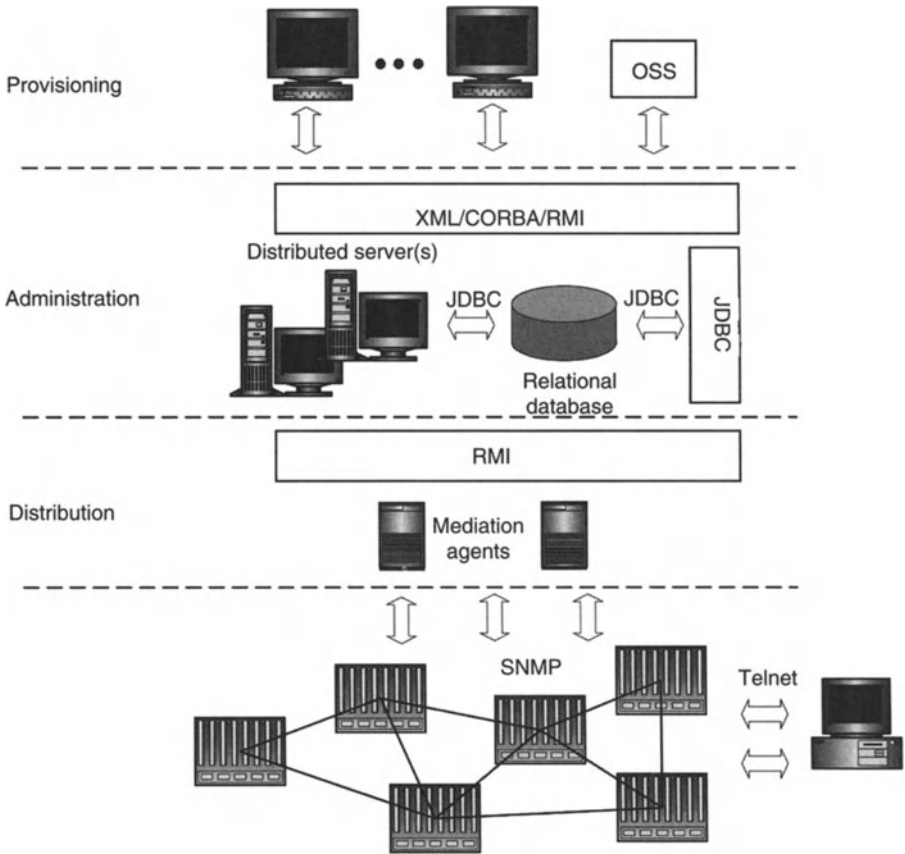 OSS
Provisioning
XML/CORBA/RMI
Distributed server(s)
Administration
JDBC
JDBC
JDBC
Relational
database
RMI
Distribution
Mediation
agents
SNMP
Telnet